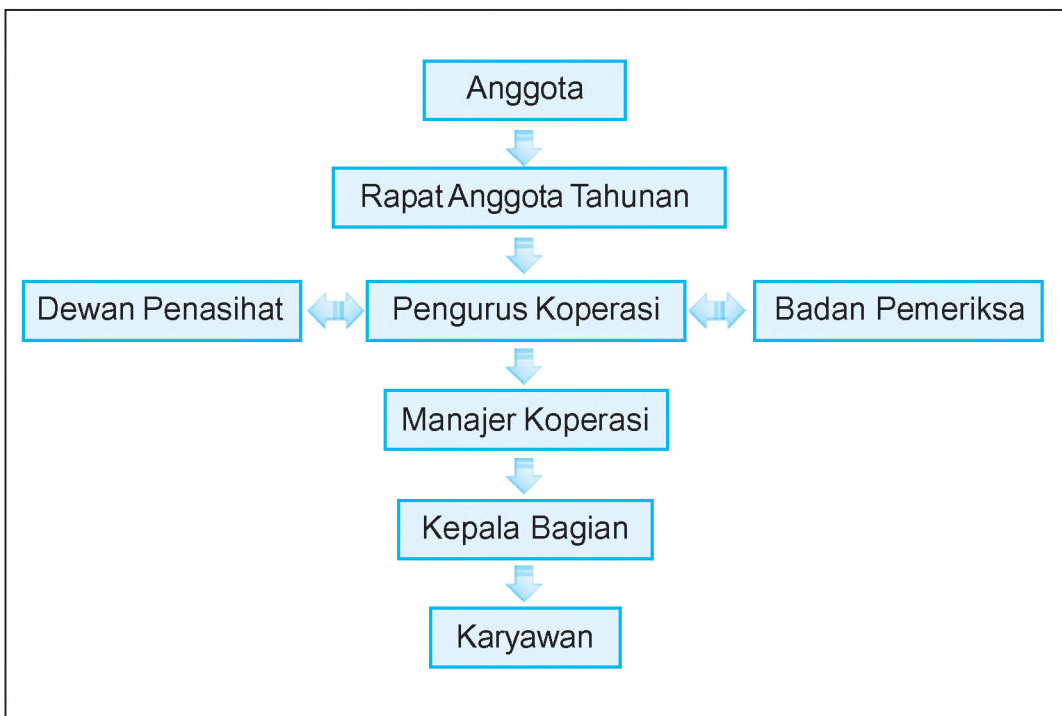 Anggota
Rapat Anggota Tahunan
Dewan Penasihat
Pengurus Koperasi
Badan Pemeriksa
Manajer Koperasi
Kepala Bagian
Karyawan